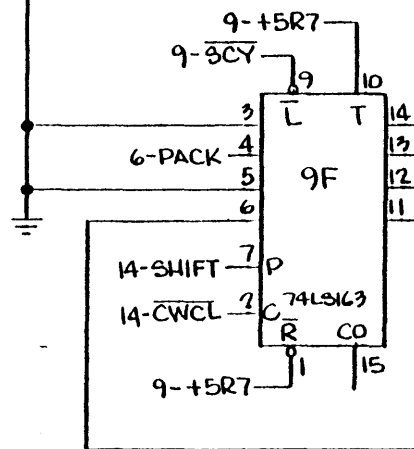 9-+5R7
9-3CY
9
10
L
T
3
14
6-PACK
4
13
9F
5
12
6
11
14-SHIFT
7
P
14-CWCL
2
C
74LS163
R
CO
1
15
9-+5R7